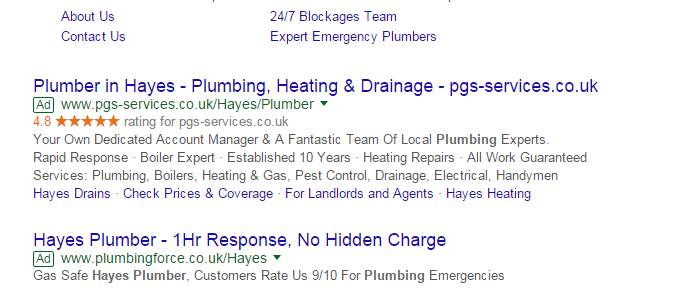 About Us 24/7 Blockages Team
Contact Us Expert Emergency Plumbers
Plumber in Hayes - Plumbing, Heating & Drainage - pgs-services.co.uk
Ad www.pgs-services.co.uk/Hayes/Plumber
4.8 ★★★★★ rating for pgs-services.co.uk
Your Own Dedicated Account Manager & A Fantastic Team Of Local Plumbing Experts.
Rapid Response · Boiler Expert · Established 10 Years · Heating Repairs · All Work Guaranteed
Services: Plumbing, Boilers, Heating & Gas, Pest Control, Drainage, Electrical, Handymen
Hayes Drains · Check Prices & Coverage · For Landlords and Agents · Hayes Heating
Hayes Plumber - 1Hr Response, No Hidden Charge
Ad www.plumbingforce.co.uk/Hayes
Gas Safe Hayes Plumber, Customers Rate Us 9/10 For Plumbing Emergencies